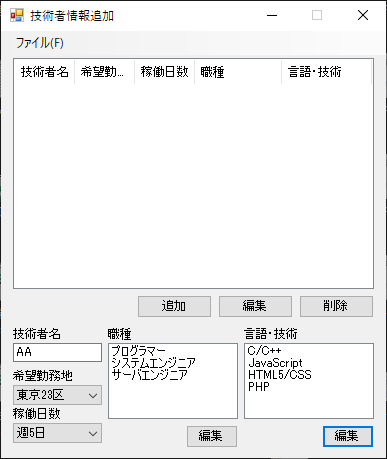 技術者情報追加
ファイル(F)
技術者名 希望勤... 稼働日数 職種 言語・技術
追加 編集 削除
技術者名
AA
希望勤務地
東京23区
稼働日数
週5日
職種
プログラマー
システムエンジニア
サーバエンジニア
編集
言語・技術
C/C++
JavaScript
HTML5/CSS
PHP
編集